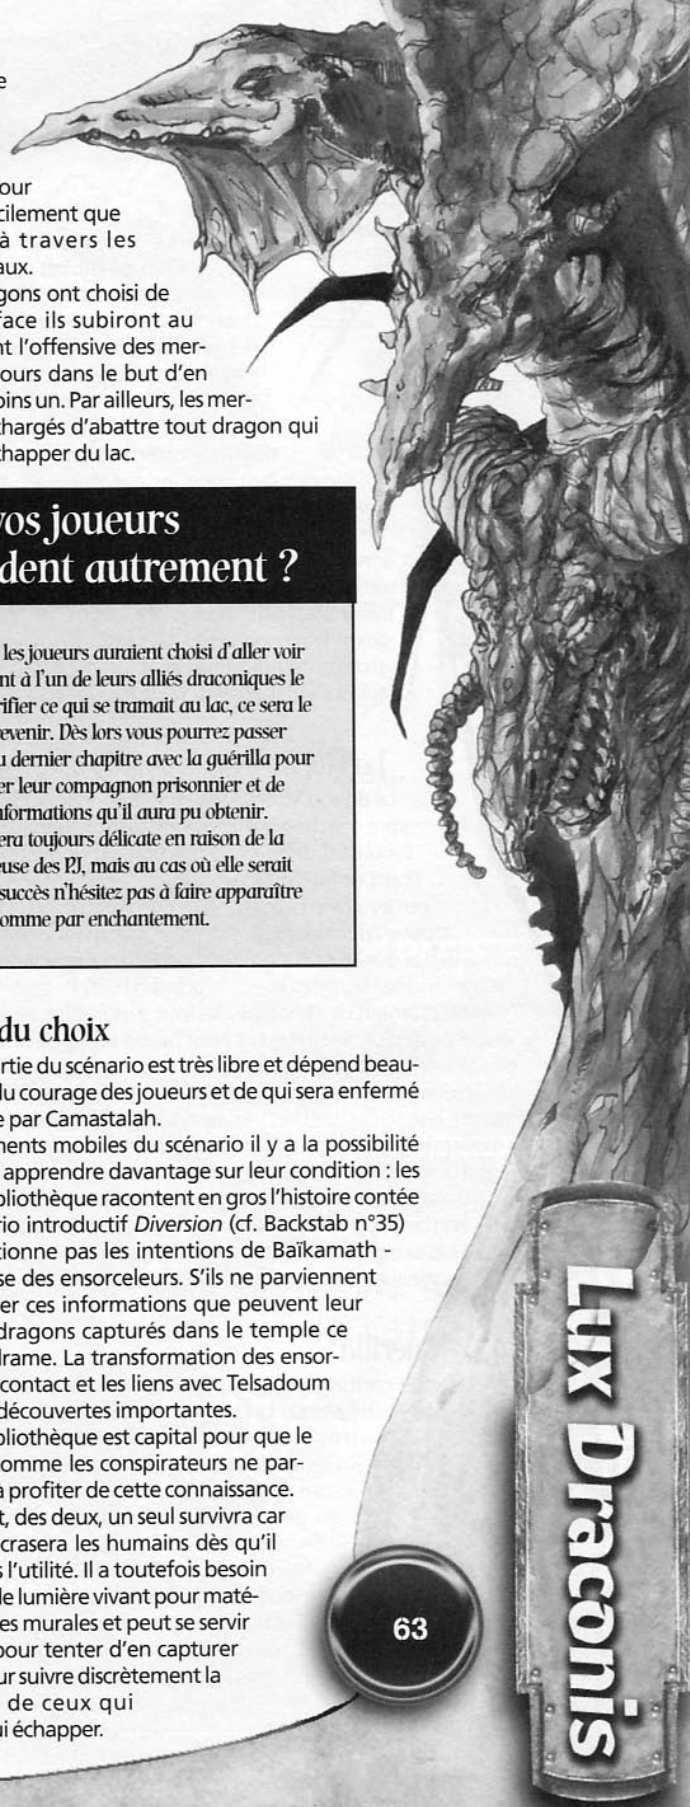 e
our
cilement que
à travers les
aux.
gons ont choisi de
face ils subiront au
nt l'offensive des mer-
ours dans le but d'en
oins un. Par ailleurs, les mer-
chargés d'abattre tout dragon qui
happer du lac.
vos joueurs
dent autrement ?
les joueurs auraient choisi d'aller voir
nt à l'un de leurs alliés draconiques le
rifier ce qui se tramait au lac, ce sera le
evenir. Dès lors vous pourrez passer
u dernier chapitre avec la guérilla pour
er leur compagnon prisonnier et de
nformations qu'il aura pu obtenir.
era toujours délicate en raison de la
euse des PJ, mais au cas où elle serait
succès n'hésitez pas à faire apparaître
omme par enchantement.
du choix
rtie du scénario est très libre et dépend beau-
du courage des joueurs et de qui sera enfermé
e par Camastalah.
ments mobiles du scénario il y a la possibilité
apprendre davantage sur leur condition : les
bliothèque racontent en gros l'histoire contée
rio introductif Diversion (cf. Backstab n°35)
tionne pas les intentions de Baïkamath -
se des ensorceleurs. S'ils ne parviennent
er ces informations que peuvent leur
dragons capturés dans le temple ce
drame. La transformation des ensor-
contact et les liens avec Telsadoum
découvertes importantes.
bliothèque est capital pour que le
omme les conspirateurs ne par-
à profiter de cette connaissance.
t, des deux, un seul survivra car
crasera les humains dès qu'il
s l'utilité. Il a toutefois besoin
de lumière vivant pour maté-
es murales et peut se servir
pour tenter d'en capturer
ur suivre discrètement la
de ceux qui
ui échapper.
63
Lux Draconis